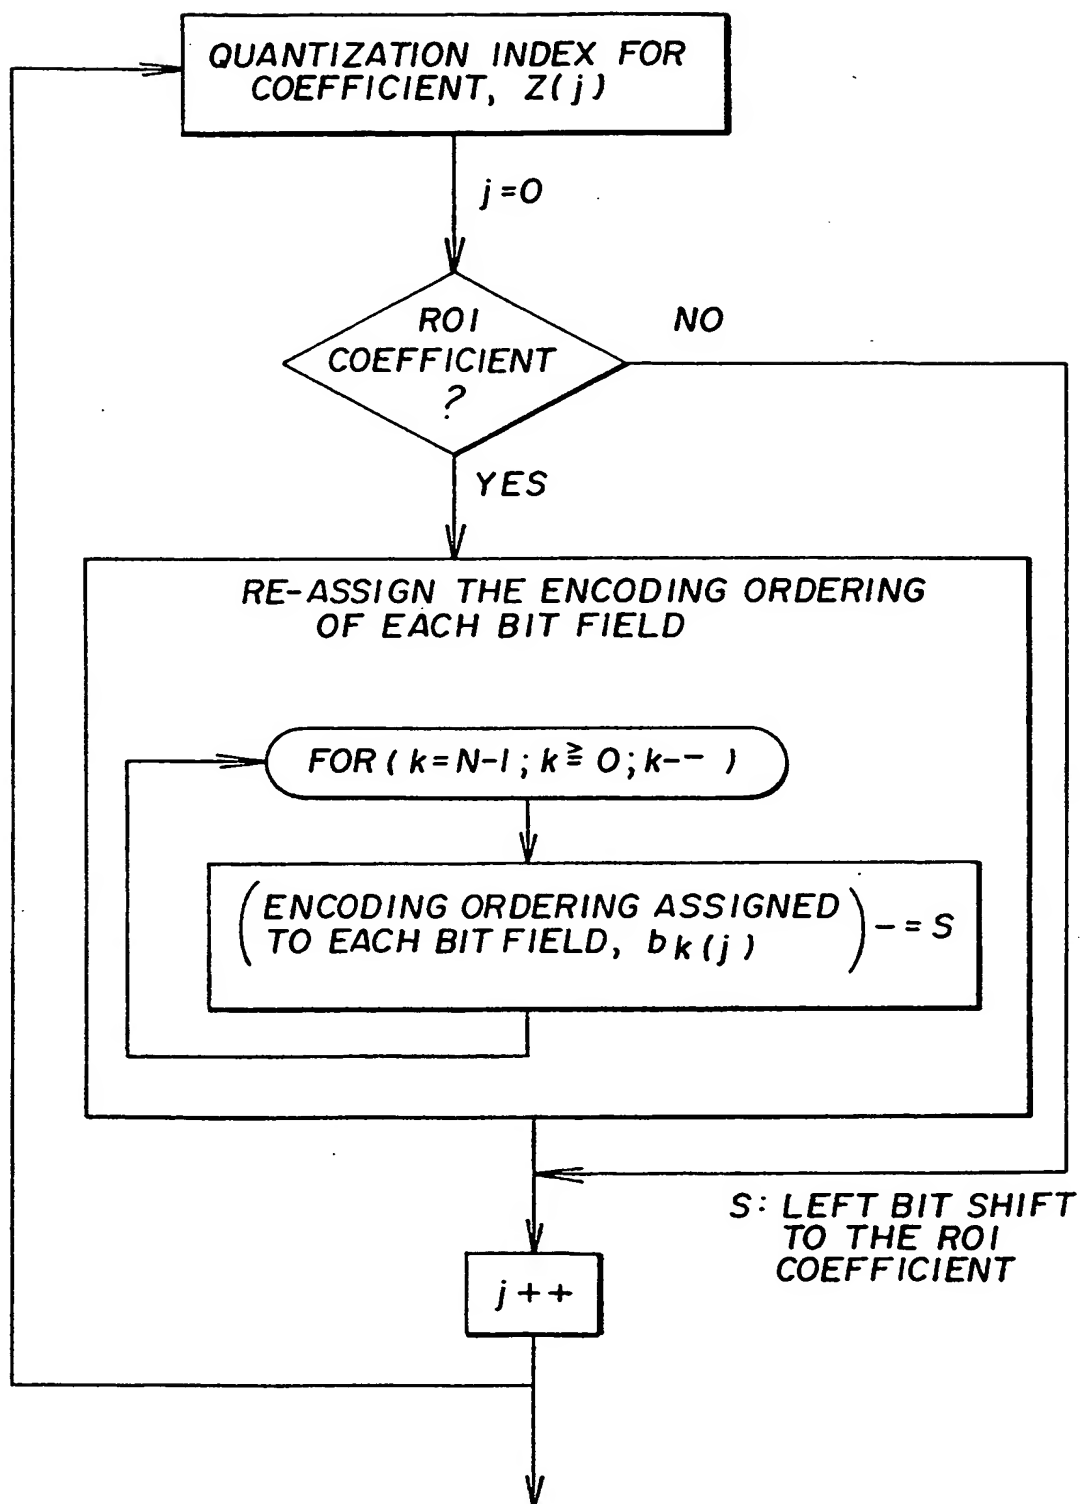 QUANTIZATION INDEX FOR
COEFFICIENT, Z(j)
j=0
ROI
COEFFICIENT
?
NO
YES
RE-ASSIGN THE ENCODING ORDERING
OF EACH BIT FIELD
FOR ( k=N-1 ; k≧0 ; k-- )
(ENCODING ORDERING ASSIGNED
TO EACH BIT FIELD, bk(j)) -= S
S: LEFT BIT SHIFT
TO THE ROI
COEFFICIENT
j++